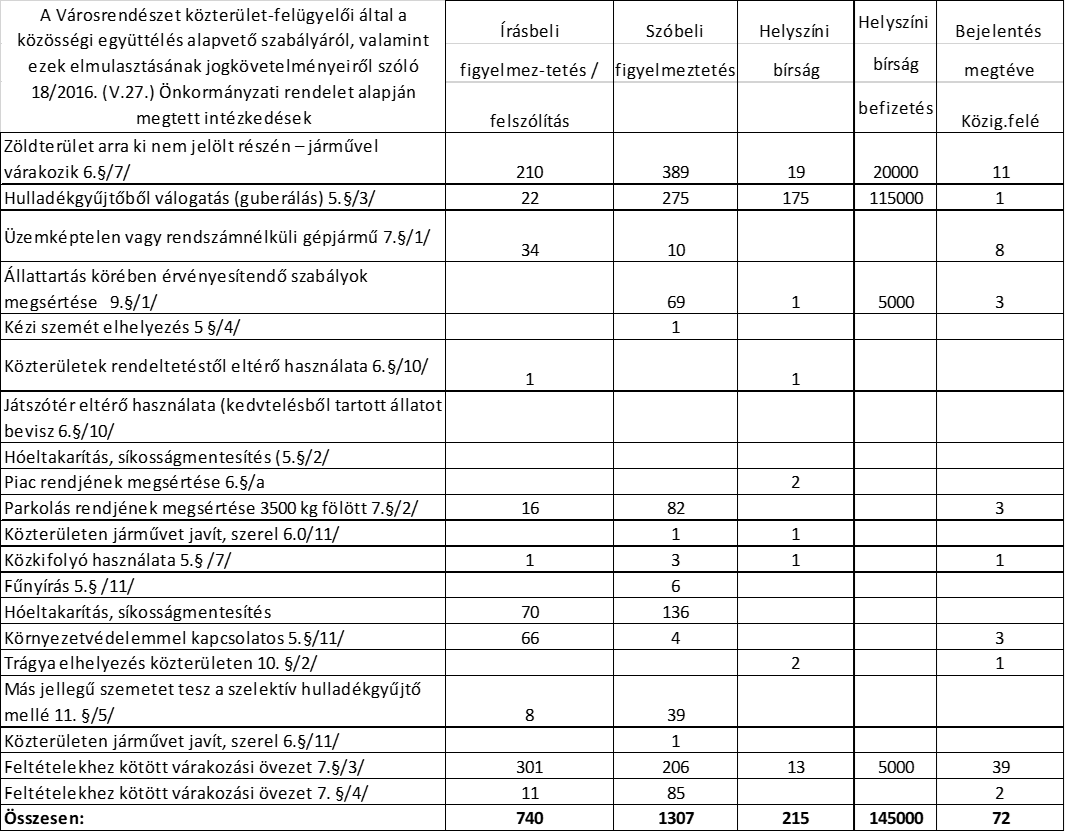 A Városrendészet közterület-felügyelői által a
közösségi együttélés alapvető szabályáról, valamint
ezek elmulasztásának jogkövetelményeiről szóló
18/2016. (V.27.) Önkormányzati rendelet alapján
megtett intézkedések
Írásbeli
figyelmez-tetés /
felszólítás
Szóbeli
figyelmeztetés
Helyszíni
bírság
Helyszíni
bírság
befizetés
Bejelentés
megtéve
Közig.felé
Zöldterület arra ki nem jelölt részén – járművel
várakozik 6.§/7/ 210 389 19 20000 11
Hulladékgyűjtőből válogatás (guberálás) 5.§/3/ 22 275 175 115000 1
Üzemképtelen vagy rendszámnélküli gépjármű 7.§/1/ 34 10 8
Állattartás körében érvényesítendő szabályok
megsértése 9.§/1/ 69 1 5000 3
Kézi szemét elhelyezés 5 §/4/ 1
Közterületek rendeltetéstől eltérő használata 6.§/10/ 1 1
Játszótér eltérő használata (kedvtelésből tartott állatot
bevisz 6.§/10/
Hóeltakarítás, síkosságmentesítés (5.§/2/
Piac rendjének megsértése 6.§/a 2
Parkolás rendjének megsértése 3500 kg fölött 7.§/2/ 16 82 3
Közterületen járművet javít, szerel 6.0/11/ 1 1
Közkifolyó használata 5.§ /7/ 1 3 1 1
Fűnyírás 5.§ /11/ 6
Hóeltakarítás, síkosságmentesítés 70 136
Környezetvédelemmel kapcsolatos 5.§/11/ 66 4 3
Trágya elhelyezés közterületen 10. §/2/ 2 1
Más jellegű szemetet tesz a szelektív hulladékgyűjtő
mellé 11. §/5/ 8 39
Közterületen járművet javít, szerel 6.§/11/ 1
Feltételekhez kötött várakozási övezet 7.§/3/ 301 206 13 5000 39
Feltételekhez kötött várakozási övezet 7. §/4/ 11 85 2
Összesen: 740 1307 215 145000 72